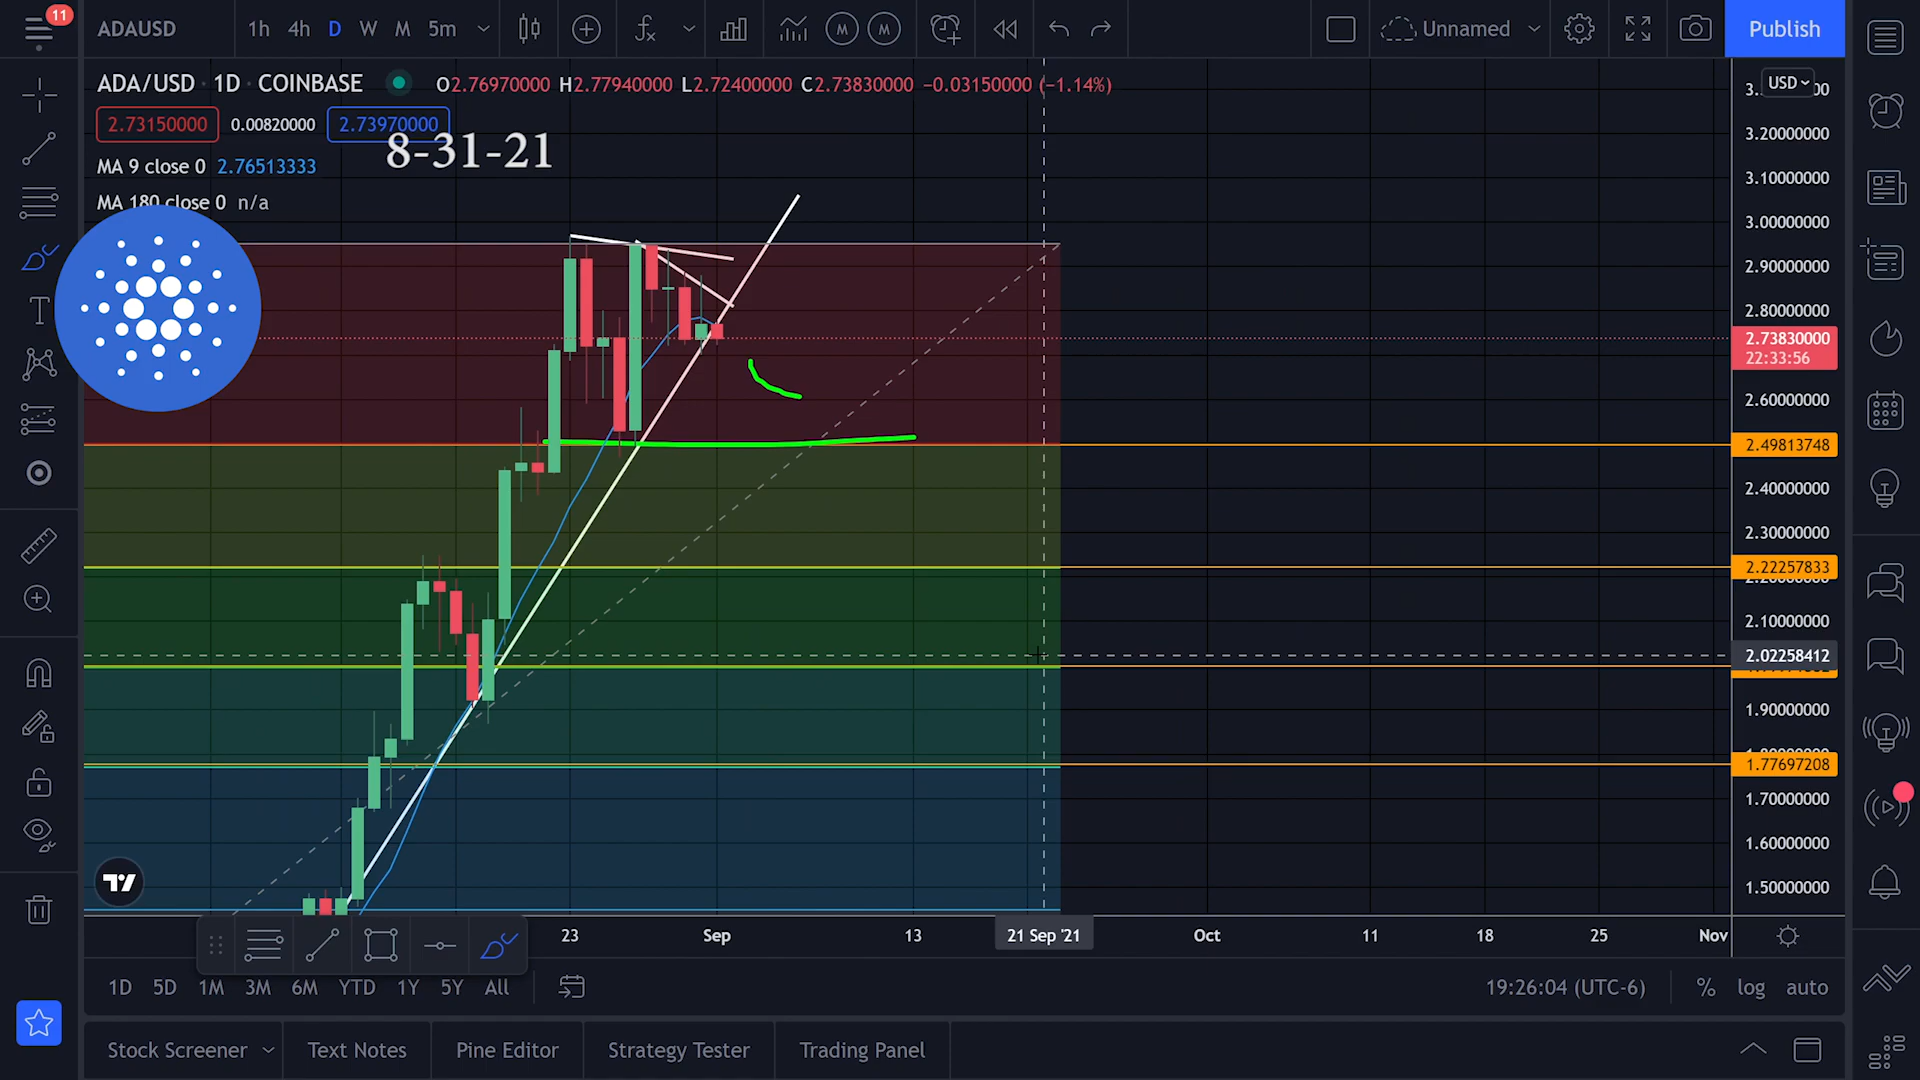 11
ADAUSD 1h 4h D W M 5m Unnamed Publish
ADA/USD · 1D · COINBASE O2.76970000 H2.77940000 L2.72400000 C2.73830000 −0.03150000 (−1.14%)
2.73150000 0.00820000 2.73970000
8-31-21
MA 9 close 0 2.76513333
MA 180 close 0 n/a
USD
3.20000000
3.10000000
3.00000000
2.90000000
2.80000000
2.73830000
22:33:56
2.60000000
2.49813748
2.40000000
2.30000000
2.22257833
2.10000000
2.02258412
1.90000000
1.77697208
1.70000000
1.60000000
1.50000000
23 Sep 13 21 Sep '21 Oct 11 18 25 Nov
1D 5D 1M 3M 6M YTD 1Y 5Y All 19:26:04 (UTC-6) % log auto
Stock Screener Text Notes Pine Editor Strategy Tester Trading Panel